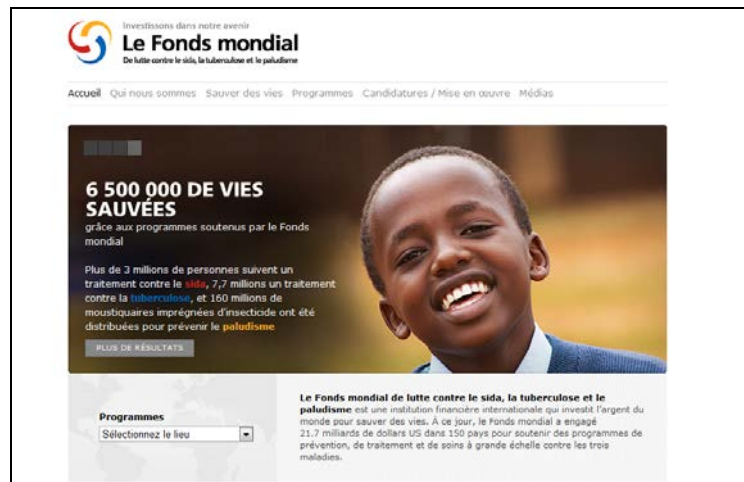 Investissons dans notre avenir
Le Fonds mondial
De lutte contre le sida, la tuberculose et le paludisme
Accueil Qui nous sommes Sauver des vies Programmes Candidatures / Mise en œuvre Médias
6 500 000 DE VIES
SAUVÉES
grâce aux programmes soutenus par le Fonds
mondial
Plus de 3 millions de personnes suivent un
traitement contre le sida, 7,7 millions un traitement
contre la tuberculose, et 160 millions de
moustiquaires imprégnées d'insecticide ont été
distribuées pour prévenir le paludisme
PLUS DE RÉSULTATS
Programmes
Sélectionnez le lieu
Le Fonds mondial de lutte contre le sida, la tuberculose et le
paludisme est une institution financière internationale qui investit l'argent du
monde pour sauver des vies. À ce jour, le Fonds mondial a engagé
21.7 milliards de dollars US dans 150 pays pour soutenir des programmes de
prévention, de traitement et de soins à grande échelle contre les trois
maladies.